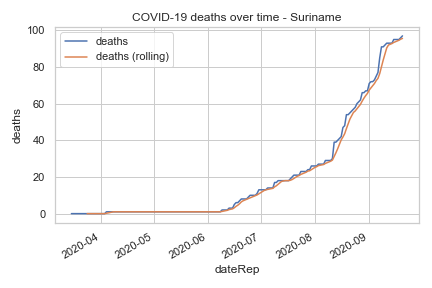 COVID-19 deaths over time - Suriname
deaths
deaths (rolling)
100
80
60
40
20
0
deaths
2020-04
2020-05
2020-06
2020-07
2020-08
2020-09
dateRep